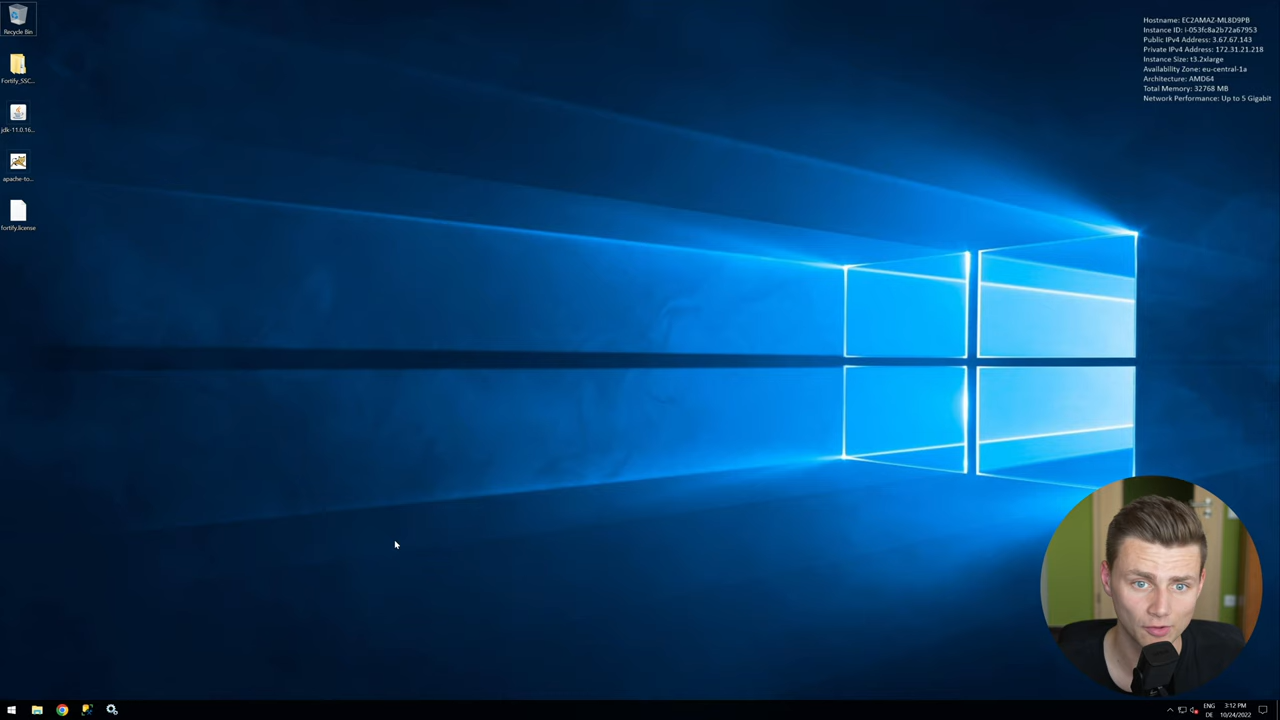 Hostname: EC2AMAZ-ML8D9PB
Instance ID: i-053fc8a2b72a67953
Public IPv4 Address: 3.67.67.143
Private IPv4 Address: 172.31.21.218
Instance Size: t3.2xlarge
Availability Zone: eu-central-1a
Architecture: AMD64
Total Memory: 32768 MB
Network Performance: Up to 5 Gigabit
Recycle Bin
Fortify_SSC...
jdk-11.0.16...
apache-to...
fortify.license
ENG
DE
3:12 PM
10/24/2022